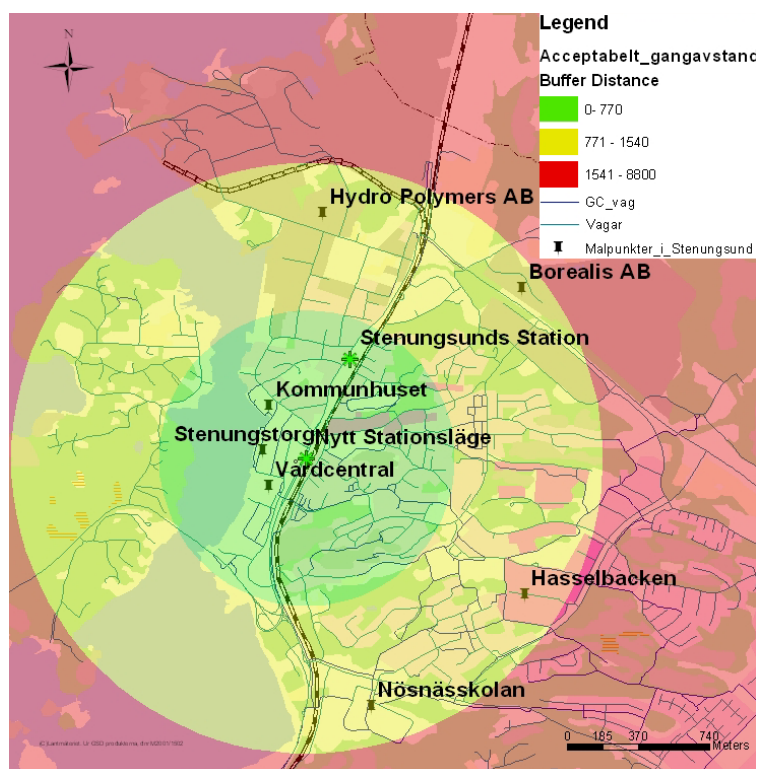 N
Legend
Acceptabelt_gangavstand
Buffer Distance
0- 770
771 - 1540
1541 - 8800
GC_vag
Vagar
Malpunkter_i_Stenungsund
Hydro Polymers AB
Borealis AB
Stenungsunds Station
Kommunhuset
Stenungstorg
Nytt Stationsläge
Vårdcentral
Hasselbacken
Nösnässkolan
0 185 370 740
Meters